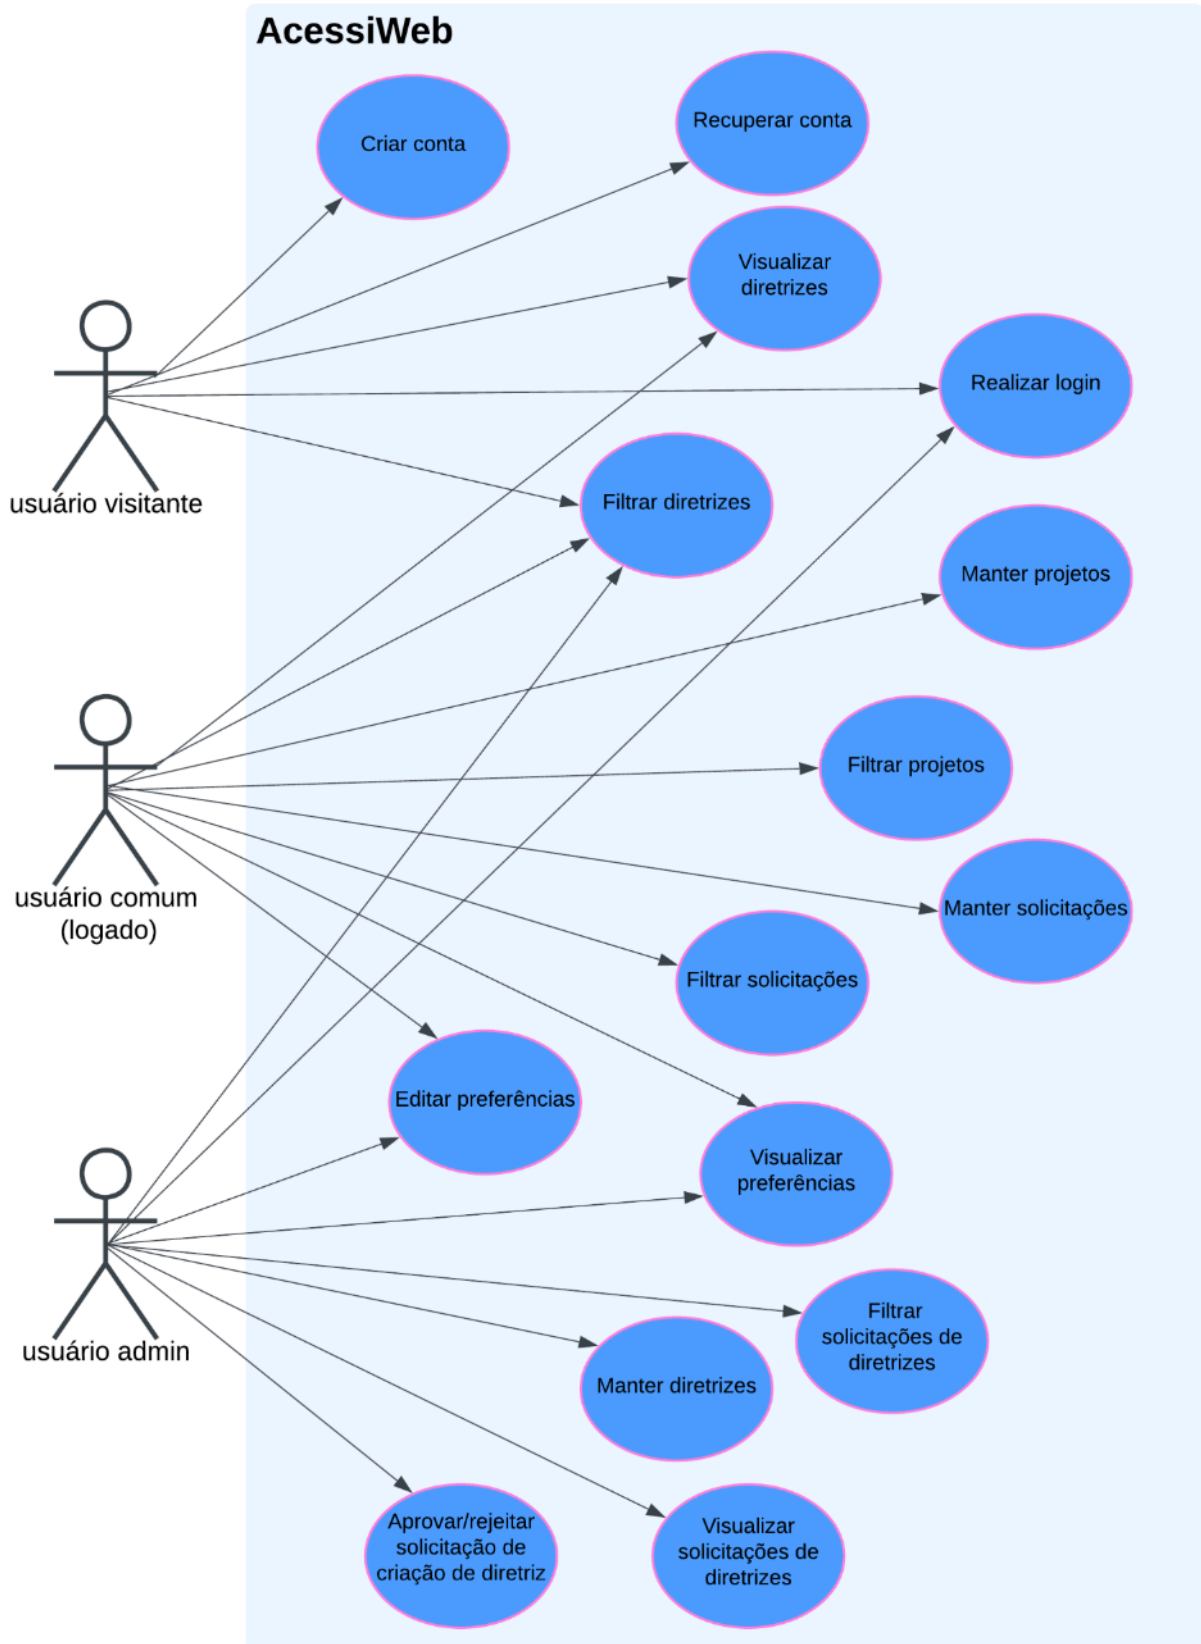 AcessiWeb
Criar conta
Recuperar conta
Visualizar
diretrizes
Realizar login
usuário visitante
Filtrar diretrizes
Manter projetos
Filtrar projetos
usuário comum
(logado)
Manter solicitações
Filtrar solicitações
Editar preferências
Visualizar
preferências
usuário admin
Filtrar
solicitações de
diretrizes
Manter diretrizes
Aprovar/rejeitar
solicitação de
criação de diretriz
Visualizar
solicitações de
diretrizes